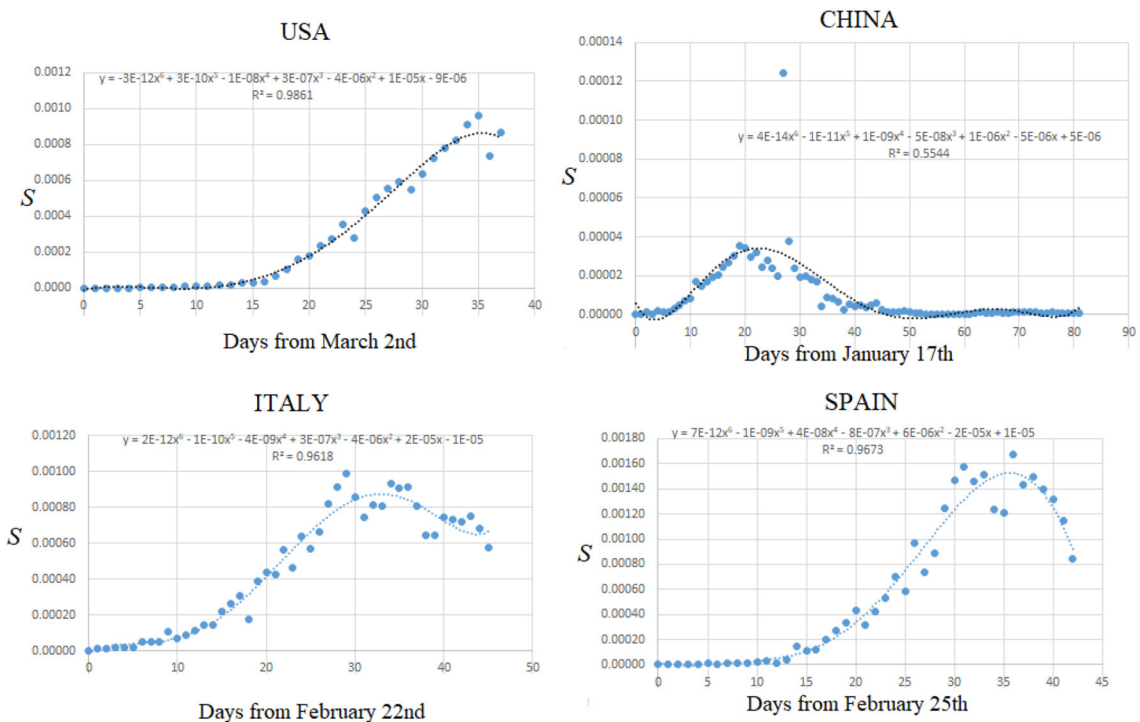 USA
y = -3E-12x⁶ + 3E-10x⁵ - 1E-08x⁴ + 3E-07x³ - 4E-06x² + 1E-05x - 9E-06
R² = 0.9861
0.0012
0.0010
0.0008
0.0006
0.0004
0.0002
0.0000
S
0 5 10 15 20 25 30 35 40
Days from March 2nd
CHINA
y = 4E-14x⁶ - 1E-11x⁵ + 1E-09x⁴ - 5E-08x³ + 1E-06x² - 5E-06x + 5E-06
R² = 0.5544
0.00014
0.00012
0.00010
0.00008
0.00006
0.00004
0.00002
0.00000
S
0 10 20 30 40 50 60 70 80 90
Days from January 17th
ITALY
y = 2E-12x⁶ - 1E-10x⁵ - 4E-09x⁴ + 3E-07x³ - 4E-06x² + 2E-05x - 1E-05
R² = 0.9618
0.00120
0.00100
0.00080
0.00060
0.00040
0.00020
0.00000
S
0 10 20 30 40 50
Days from February 22nd
SPAIN
y = 7E-12x⁶ - 1E-09x⁵ + 4E-08x⁴ - 8E-07x³ + 6E-06x² - 2E-05x + 1E-05
R² = 0.9673
0.00180
0.00160
0.00140
0.00120
0.00100
0.00080
0.00060
0.00040
0.00020
0.00000
S
0 5 10 15 20 25 30 35 40 45
Days from February 25th